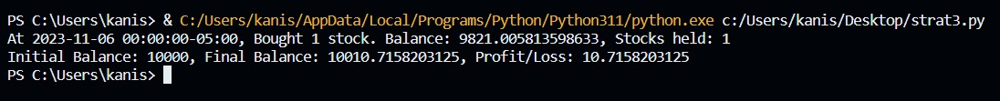 PS C:\Users\kanis> & C:/Users/kanis/AppData/Local/Programs/Python/Python311/python.exe c:/Users/kanis/Desktop/strat3.py
At 2023-11-06 00:00:00-05:00, Bought 1 stock. Balance: 9821.005813598633, Stocks held: 1
Initial Balance: 10000, Final Balance: 10010.7158203125, Profit/Loss: 10.7158203125
PS C:\Users\kanis>